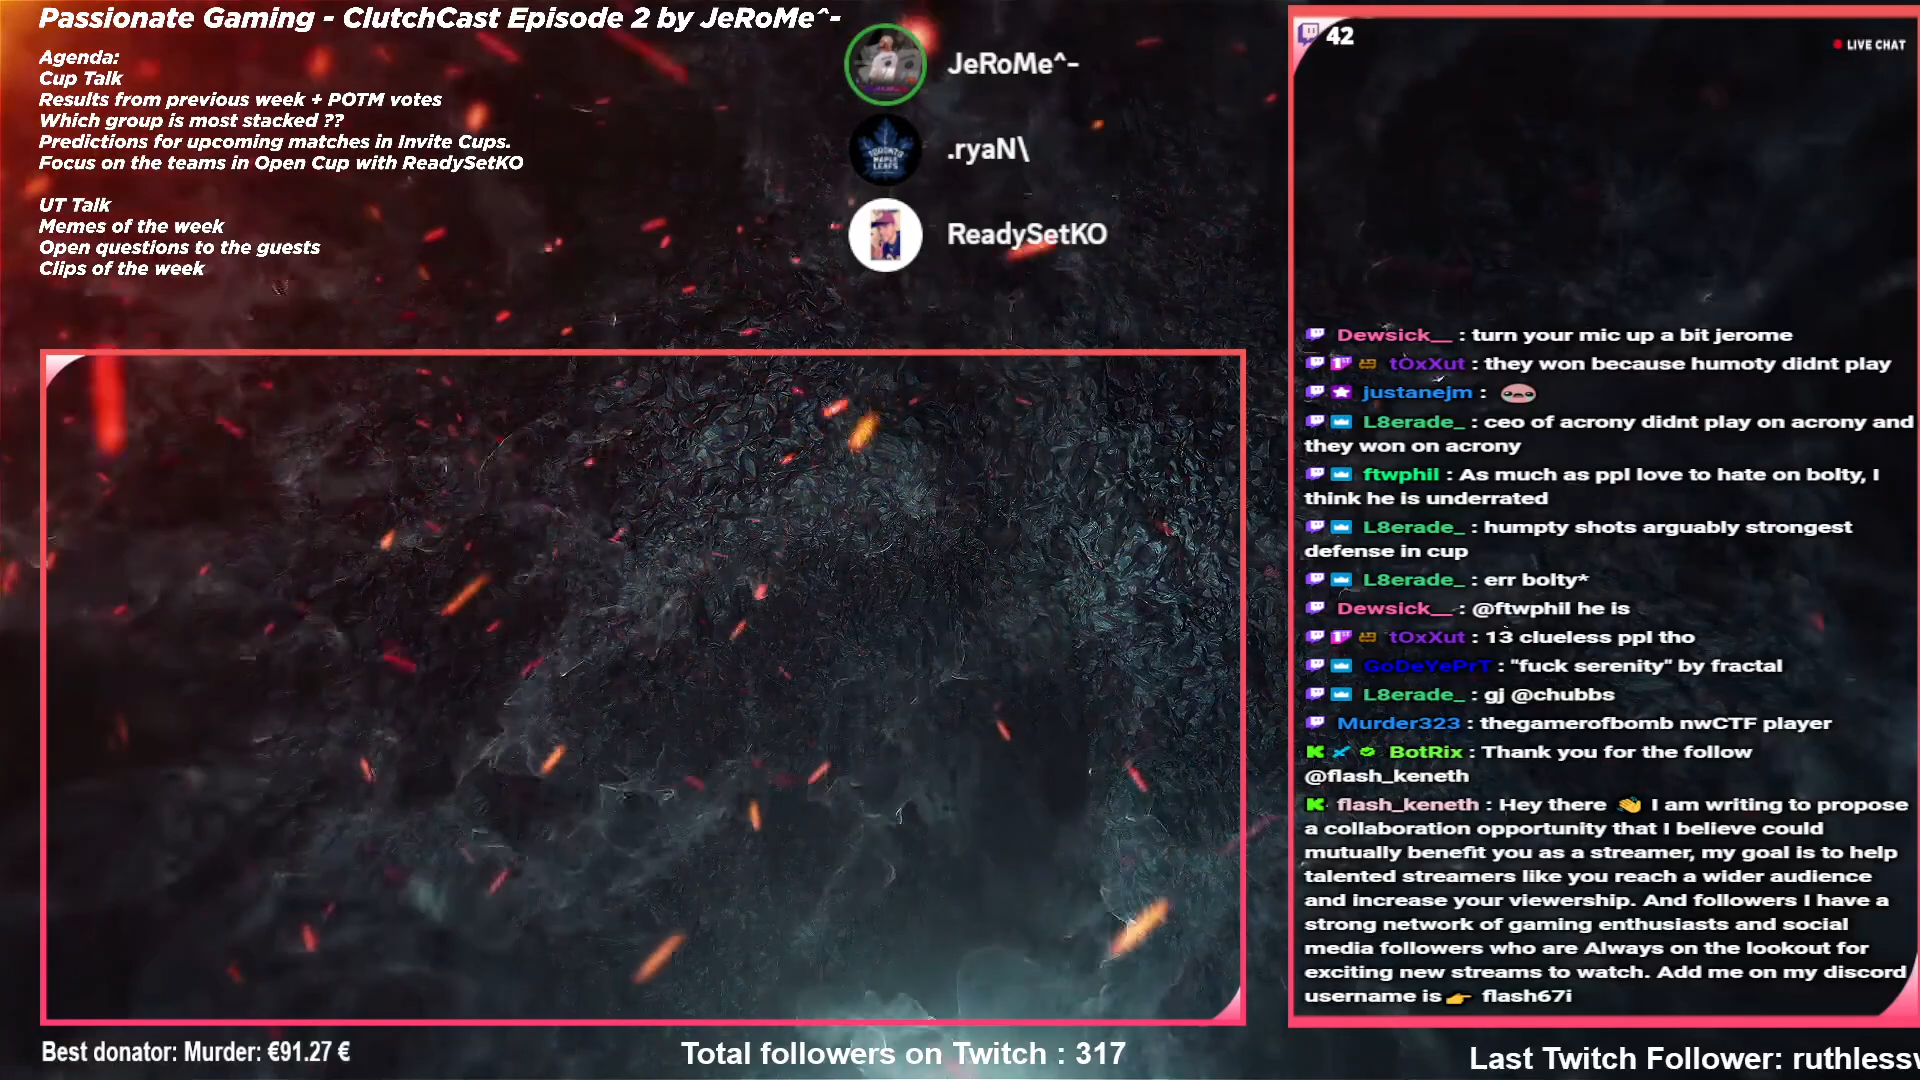 Passionate Gaming - ClutchCast Episode 2 by JeRoMe^-
Agenda:
Cup Talk
Results from previous week + POTM votes
Which group is most stacked ??
Predictions for upcoming matches in Invite Cups.
Focus on the teams in Open Cup with ReadySetKO
UT Talk
Memes of the week
Open questions to the guests
Clips of the week
JeRoMe^-
TORONTO
MAPLE
LEAFS
.ryaN\
ReadySetKO
42
LIVE CHAT
Dewsick__ : turn your mic up a bit jerome
tOxXut : they won because humoty didnt play
justanejm :
L8erade_ : ceo of acrony didnt play on acrony and
they won on acrony
ftwphil : As much as ppl love to hate on bolty, I
think he is underrated
L8erade_ : humpty shots arguably strongest
defense in cup
L8erade_ : err bolty*
Dewsick__ : @ftwphil he is
tOxXut : 13 clueless ppl tho
GoDeYePrT : "fuck serenity" by fractal
L8erade_ : gj @chubbs
Murder323 : thegamerofbomb nwCTF player
BotRix : Thank you for the follow
@flash_keneth
flash_keneth : Hey there 👋 I am writing to propose
a collaboration opportunity that I believe could
mutually benefit you as a streamer, my goal is to help
talented streamers like you reach a wider audience
and increase your viewership. And followers I have a
strong network of gaming enthusiasts and social
media followers who are Always on the lookout for
exciting new streams to watch. Add me on my discord
username is 👉 flash67i
Best donator: Murder: €91.27 €
Total followers on Twitch : 317
Last Twitch Follower: ruthlessv